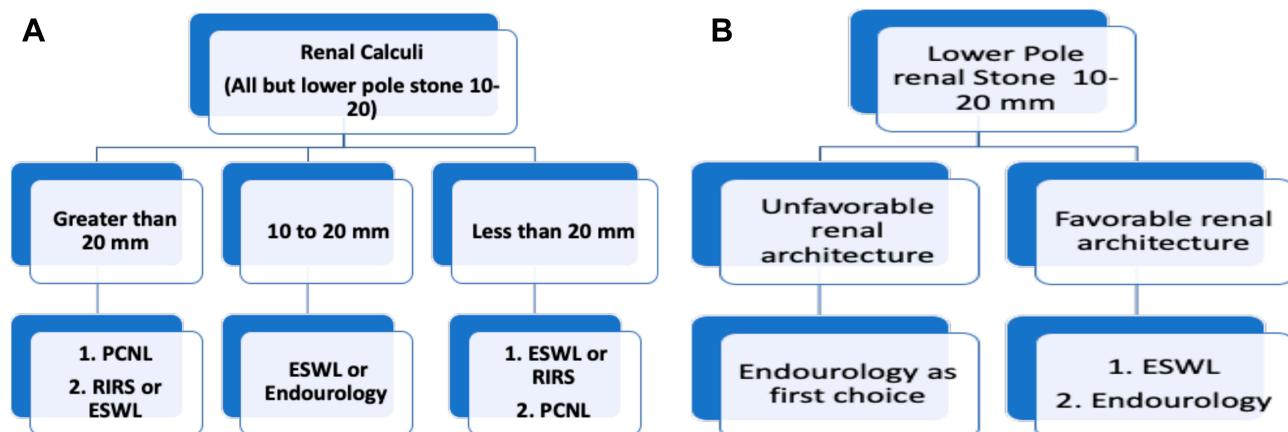 A
Renal Calculi
(All but lower pole stone 10-
20)
Greater than
20 mm
10 to 20 mm
Less than 20 mm
1. PCNL
2. RIRS or
ESWL
ESWL or
Endourology
1. ESWL or
RIRS
2. PCNL
B
Lower Pole
renal Stone 10-
20 mm
Unfavorable
renal
architecture
Favorable renal
architecture
Endourology as
first choice
1. ESWL
2. Endourology